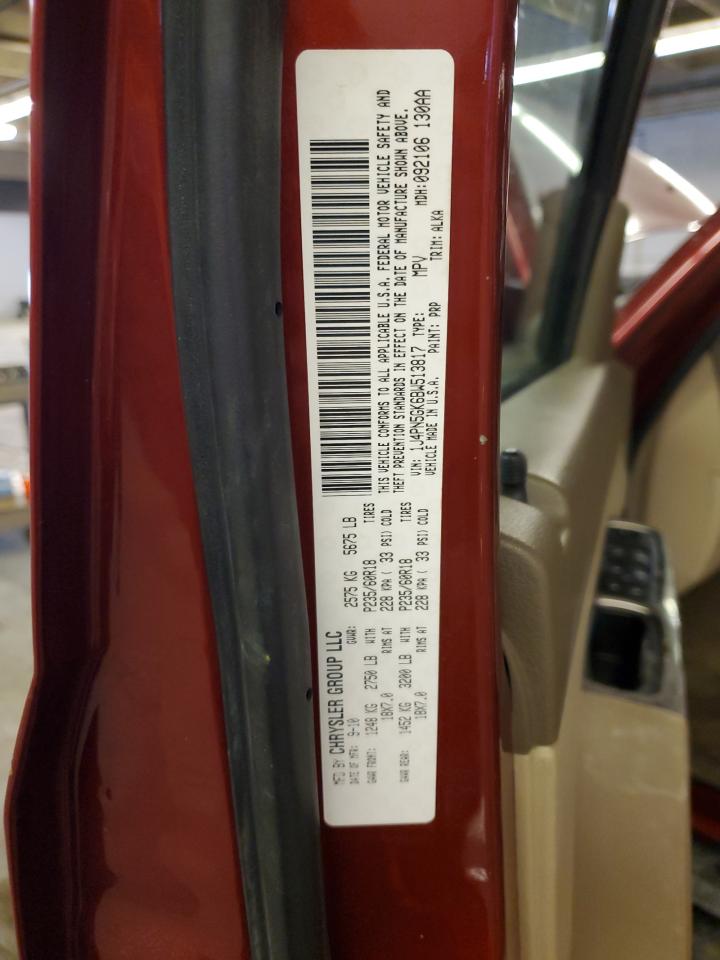 MFD BY CHRYSLER GROUP LLC
DATE OF MFR: 9-10 GVWR: 2575 KG 5675 LB
GAWR FRONT: 1248 KG 2750 LB WITH P235/60R18 TIRES
18X7.0 RIMS AT 228 KPA ( 33 PSI) COLD
GAWR REAR: 1452 KG 3200 LB WITH P235/60R18 TIRES
18X7.0 RIMS AT 228 KPA ( 33 PSI) COLD
THIS VEHICLE CONFORMS TO ALL APPLICABLE U.S.A. FEDERAL MOTOR VEHICLE SAFETY AND
THEFT PREVENTION STANDARDS IN EFFECT ON THE DATE OF MANUFACTURE SHOWN ABOVE.
VIN: 1J4PN5GK6BW513817 TYPE: MPV MDH:092106 130AA
VEHICLE MADE IN U.S.A. PAINT: PRP TRIM: ALKA